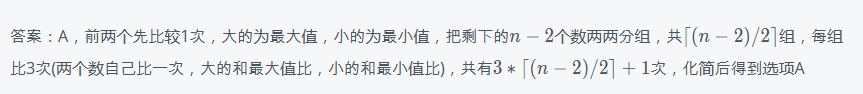 答案：A，前两个先比较1次，大的为最大值，小的为最小值，把剩下的n − 2个数两两分组，共⌈(n − 2)/2⌉组，每组
比3次(两个数自己比一次，大的和最大值比，小的和最小值比)，共有3 ∗ ⌈(n − 2)/2⌉ + 1次，化简后得到选项A